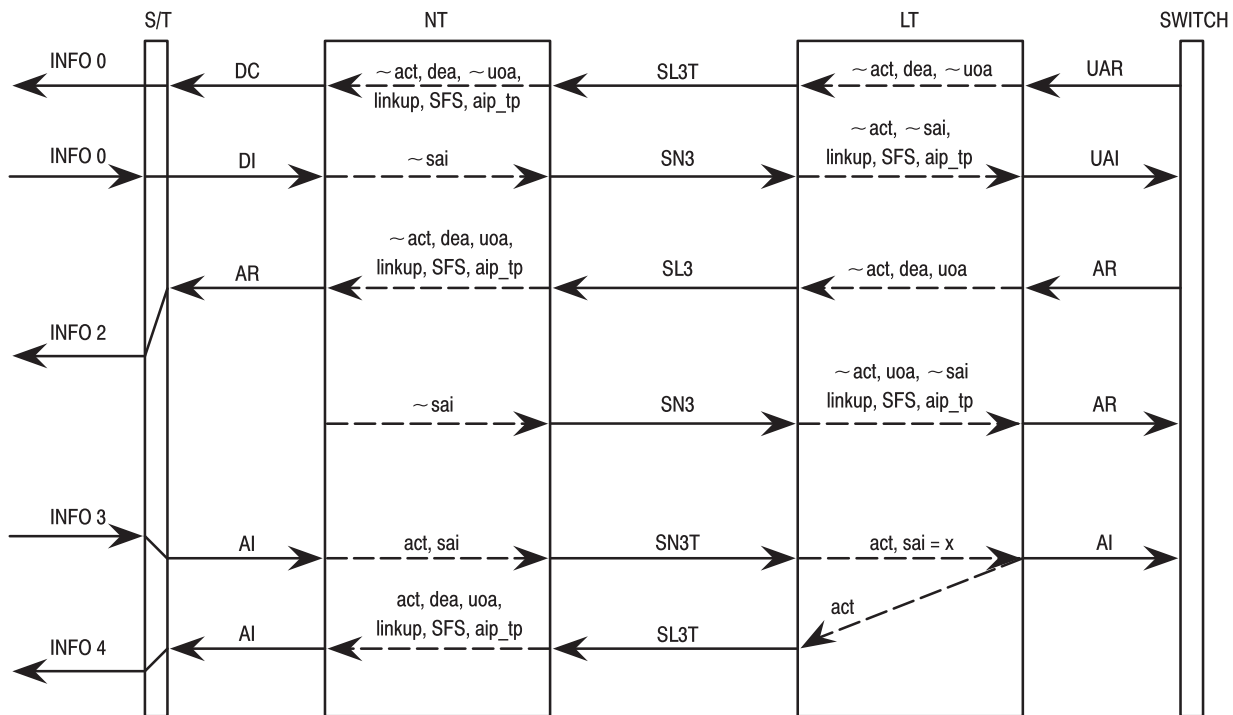 S/T NT LT SWITCH
INFO 0 DC ~act, dea, ~uoa, SL3T ~act, dea, ~uoa UAR
linkup, SFS, aip_tp
~act, ~sai,
INFO 0 DI ~sai SN3 linkup, SFS, aip_tp UAI
~act, dea, uoa,
AR linkup, SFS, aip_tp SL3 ~act, dea, uoa AR
INFO 2
~act, uoa, ~sai
~sai SN3 linkup, SFS, aip_tp AR
INFO 3
AI act, sai SN3T act, sai = x AI
act, dea, uoa, act
INFO 4 AI linkup, SFS, aip_tp SL3T